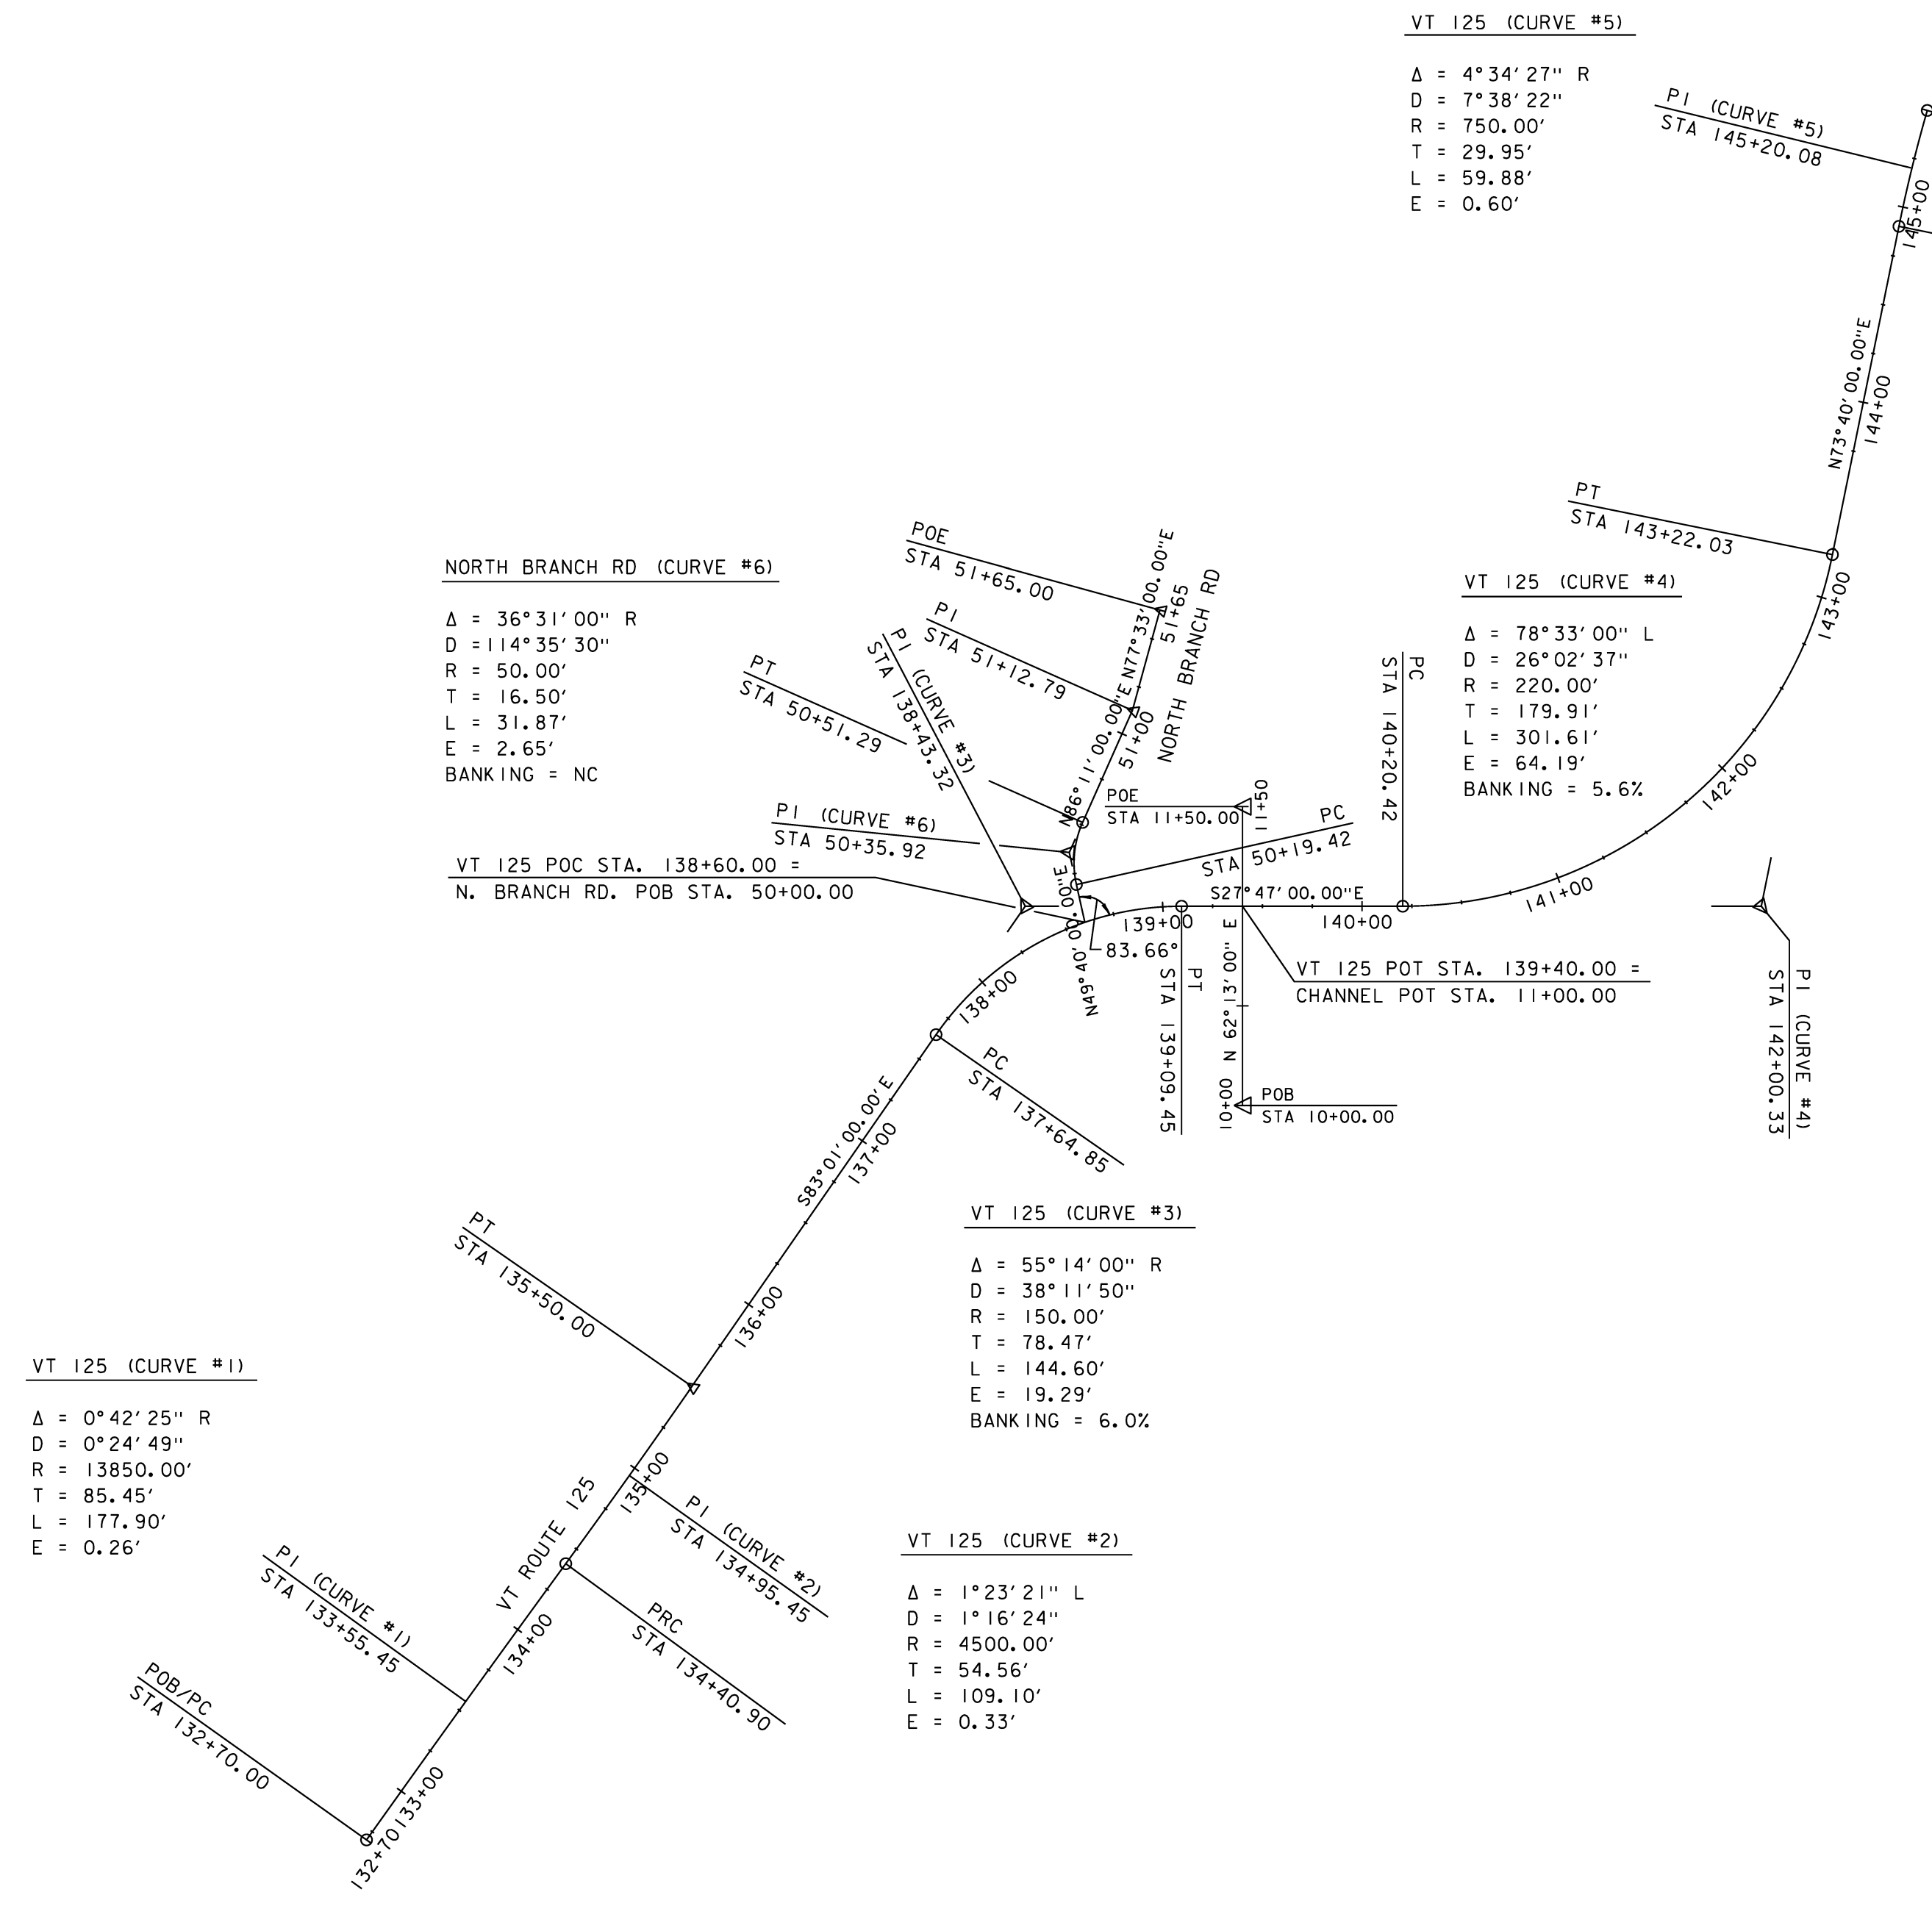 VT 125 (CURVE #5)
Δ = 4°34'27" R
D = 7°38'22"
R = 750.00'
T = 29.95'
L = 59.88'
E = 0.60'
PI (CURVE #5)
STA 145+20.08
145+00
N73°40'00.00"E
144+00
PT
STA 143+22.03
143+00
VT 125 (CURVE #4)
Δ = 78°33'00" L
D = 26°02'37"
R = 220.00'
T = 179.91'
L = 301.61'
E = 64.19'
BANKING = 5.6%
142+00
141+00
PC
STA 140+20.42
PI (CURVE #4)
STA 142+00.33
NORTH BRANCH RD (CURVE #6)
Δ = 36°31'00" R
D =114°35'30"
R = 50.00'
T = 16.50'
L = 31.87'
E = 2.65'
BANKING = NC
POE
STA 51+65.00
PI
STA 51+12.79
PI (CURVE #3)
STA 138+43.32
PT
STA 50+51.29
N77°33'00.00"E
51+65
NORTH BRANCH RD
N86°11'00.00"E
51+00
PI (CURVE #6)
STA 50+35.92
POE
STA 11+50.00
11+50
PC
STA 50+19.42
VT 125 POC STA. 138+60.00 =
N. BRANCH RD. POB STA. 50+00.00
N49°40'00.00"E
83.66°
S27°47'00.00"E
139+00
140+00
PT
STA 139+09.45
N 62°13'00" E
10+00
VT 125 POT STA. 139+40.00 =
CHANNEL POT STA. 11+00.00
POB
STA 10+00.00
138+00
PC
STA 137+64.85
S83°01'00.00'E
137+00
VT 125 (CURVE #3)
Δ = 55°14'00" R
D = 38°11'50"
R = 150.00'
T = 78.47'
L = 144.60'
E = 19.29'
BANKING = 6.0%
PT
STA 135+50.00
136+00
VT 125 (CURVE #1)
Δ = 0°42'25" R
D = 0°24'49"
R = 13850.00'
T = 85.45'
L = 177.90'
E = 0.26'
135+00
VT ROUTE 125
PI (CURVE #2)
STA 134+95.45
VT 125 (CURVE #2)
Δ = 1°23'21" L
D = 1°16'24"
R = 4500.00'
T = 54.56'
L = 109.10'
E = 0.33'
PI (CURVE #1)
STA 133+55.45
134+00
PRC
STA 134+40.90
POB/PC
STA 132+70.00
133+00
132+70